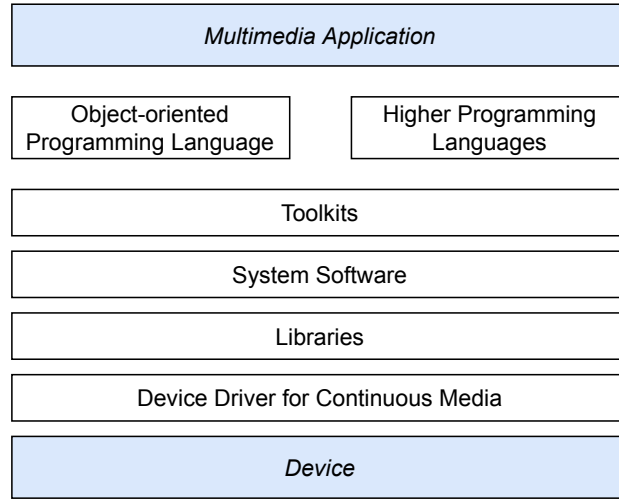 Multimedia Application
Object-oriented
Programming Language
Higher Programming
Languages
Toolkits
System Software
Libraries
Device Driver for Continuous Media
Device